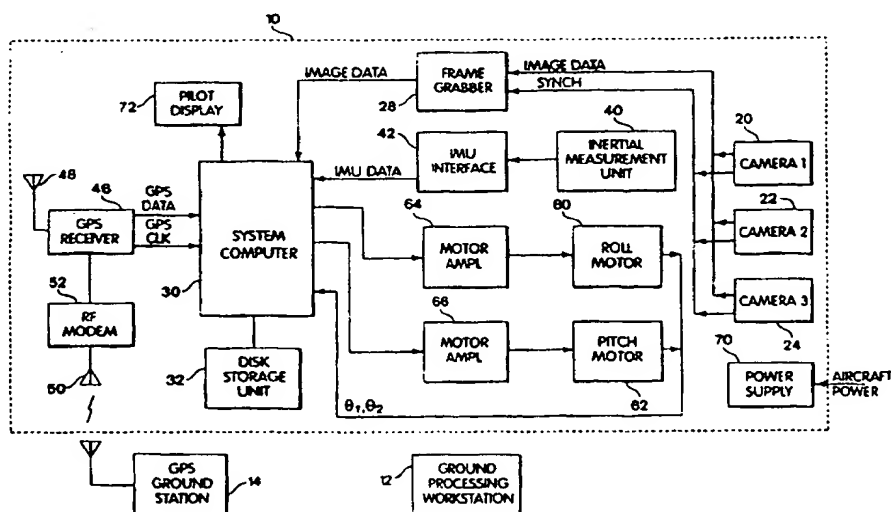 10
IMAGE DATA
FRAME
GRABBER
28
IMAGE DATA
SYNCH
72
PILOT
DISPLAY
42
IMU
INTERFACE
IMU DATA
40
INERTIAL
MEASUREMENT
UNIT
20
CAMERA 1
22
CAMERA 2
CAMERA 3
24
48
46
GPS
RECEIVER
GPS
DATA
GPS
CLK
SYSTEM
COMPUTER
30
64
MOTOR
AMPL
60
ROLL
MOTOR
52
RF
MODEM
50
66
MOTOR
AMPL
PITCH
MOTOR
62
32
DISK
STORAGE
UNIT
θ1,θ2
70
POWER
SUPPLY
AIRCRAFT
POWER
GPS
GROUND
STATION
14
12
GROUND
PROCESSING
WORKSTATION